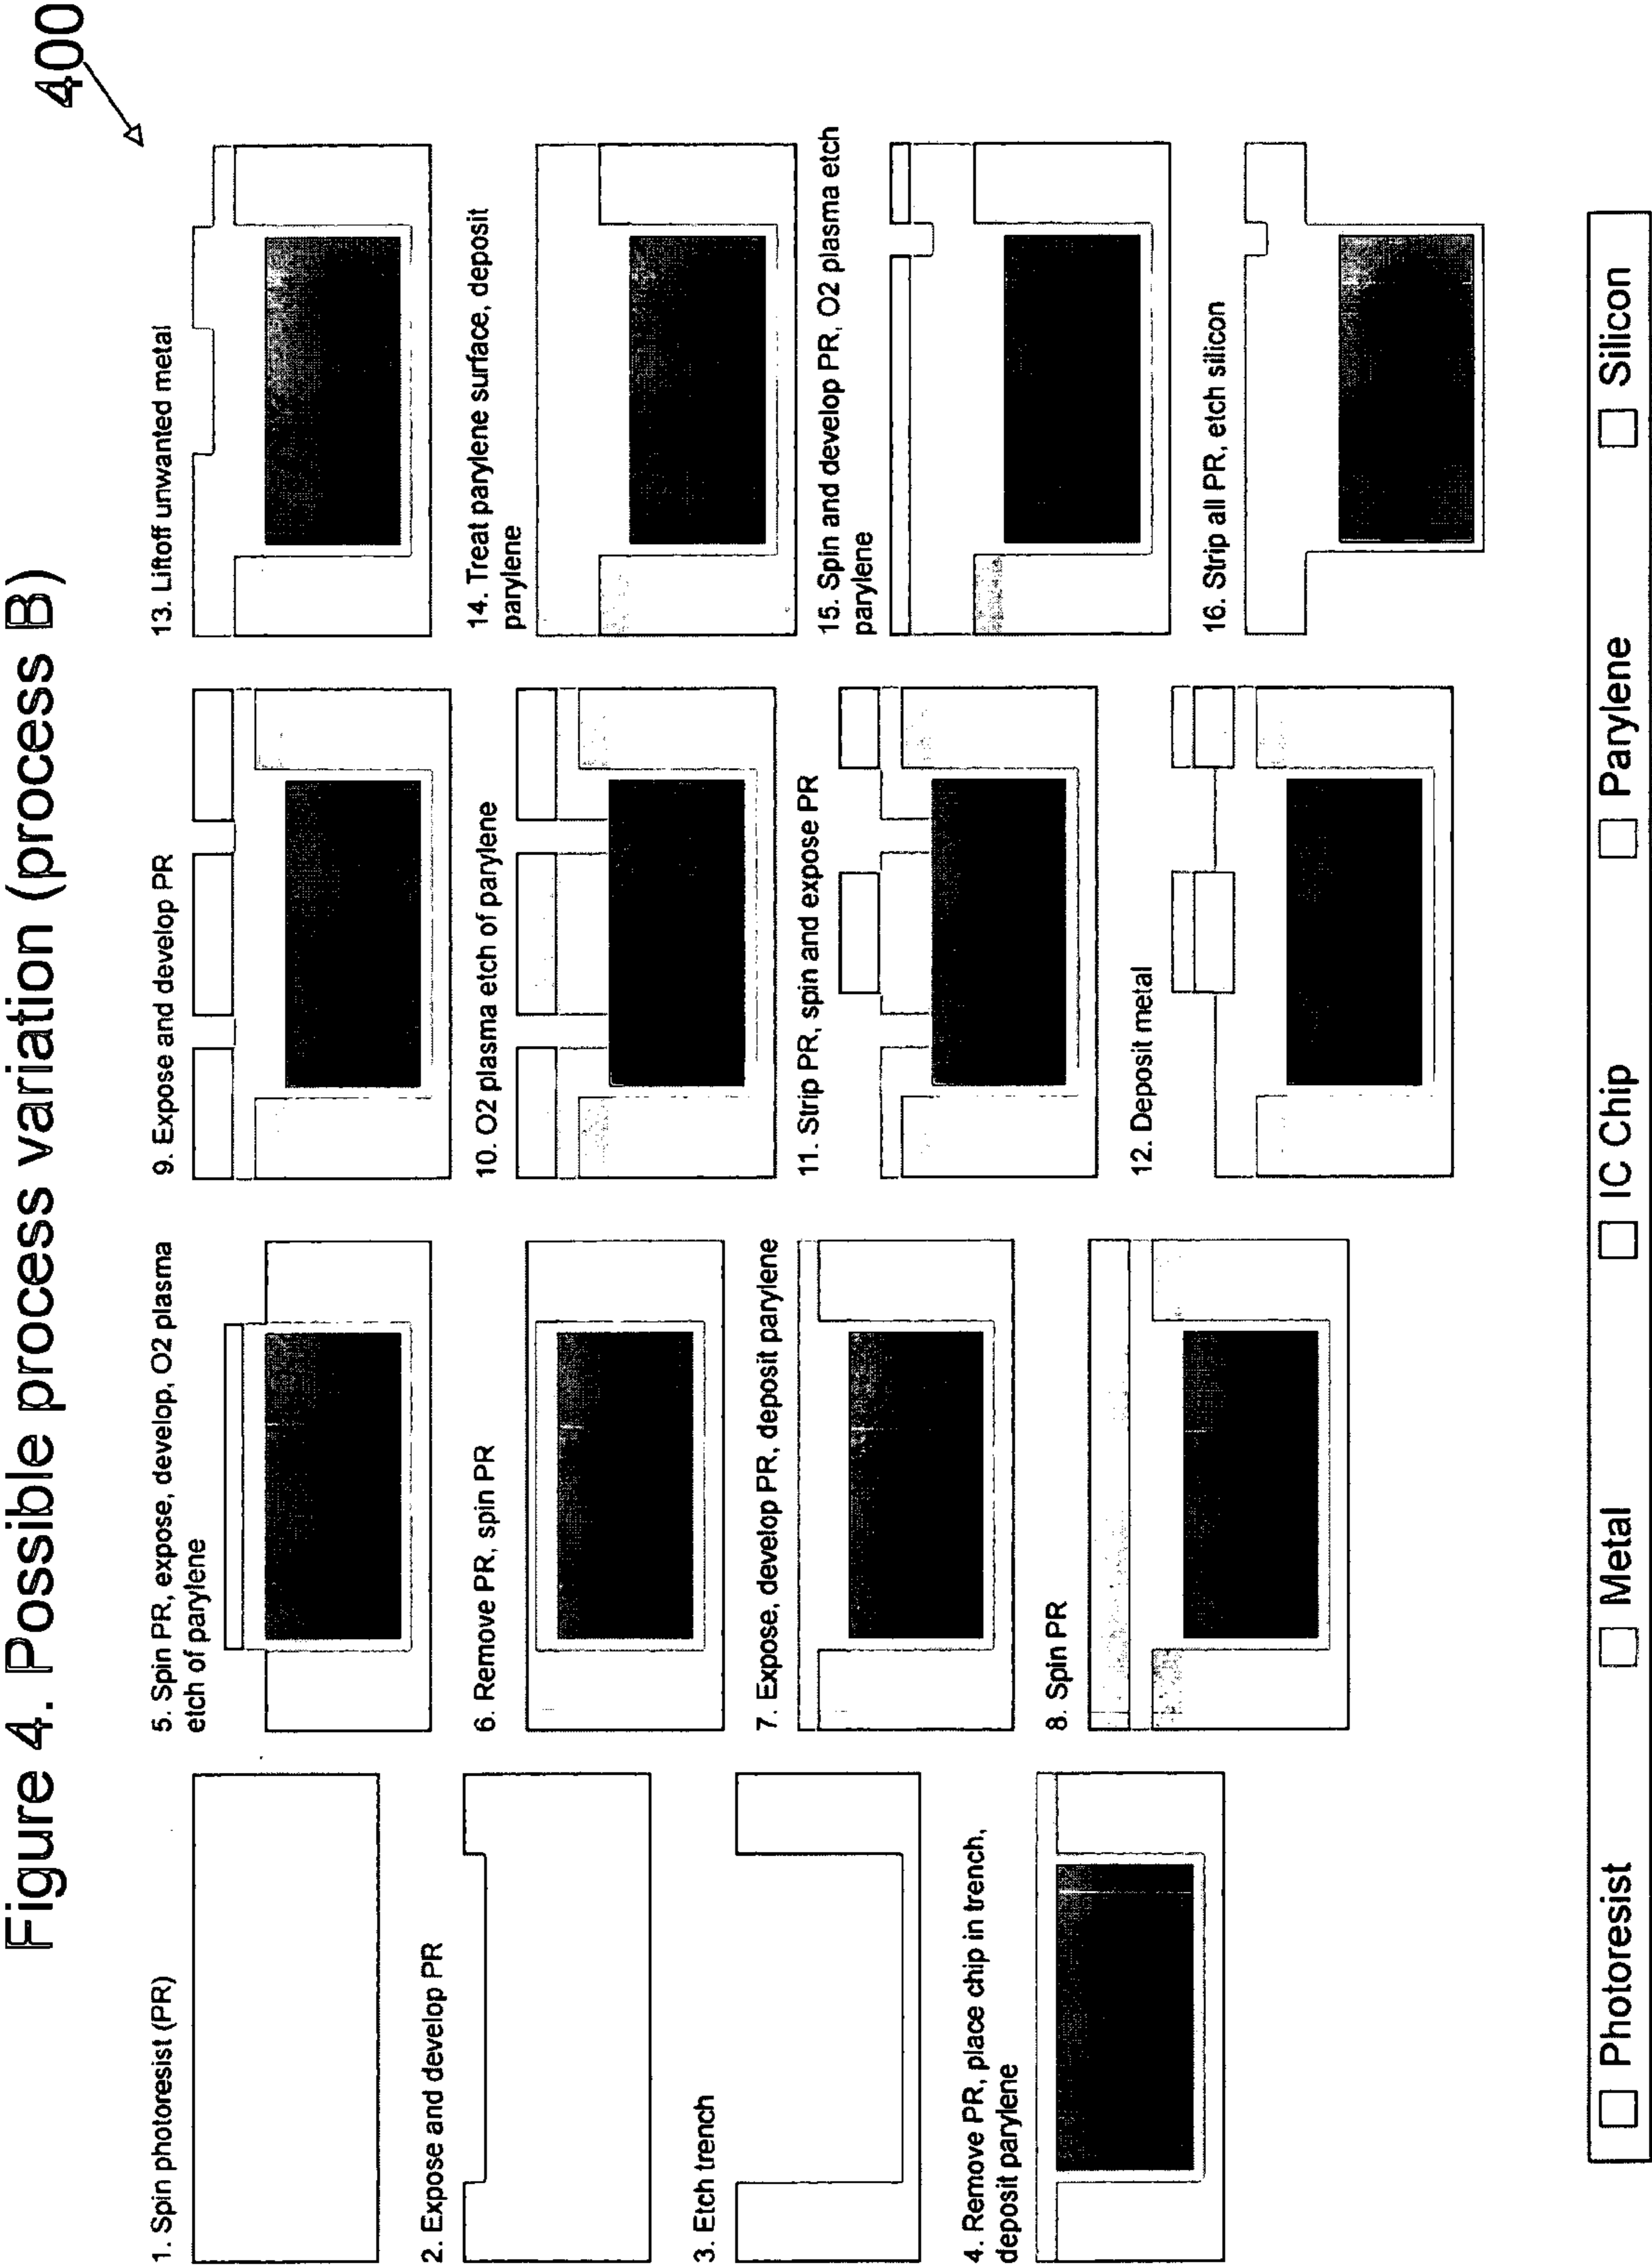 Figure 4. Possible process variation (process B)
400
1. Spin photoresist (PR)
2. Expose and develop PR
3. Etch trench
4. Remove PR, place chip in trench,
deposit parylene
5. Spin PR, expose, develop, O2 plasma
etch of parylene
6. Remove PR, spin PR
7. Expose, develop PR, deposit parylene
8. Spin PR
9. Expose and develop PR
10. O2 plasma etch of parylene
11. Strip PR, spin and expose PR
12. Deposit metal
13. Liftoff unwanted metal
14. Treat parylene surface, deposit
parylene
15. Spin and develop PR, O2 plasma etch
parylene
16. Strip all PR, etch silicon
Photoresist
Metal
IC Chip
Parylene
Silicon